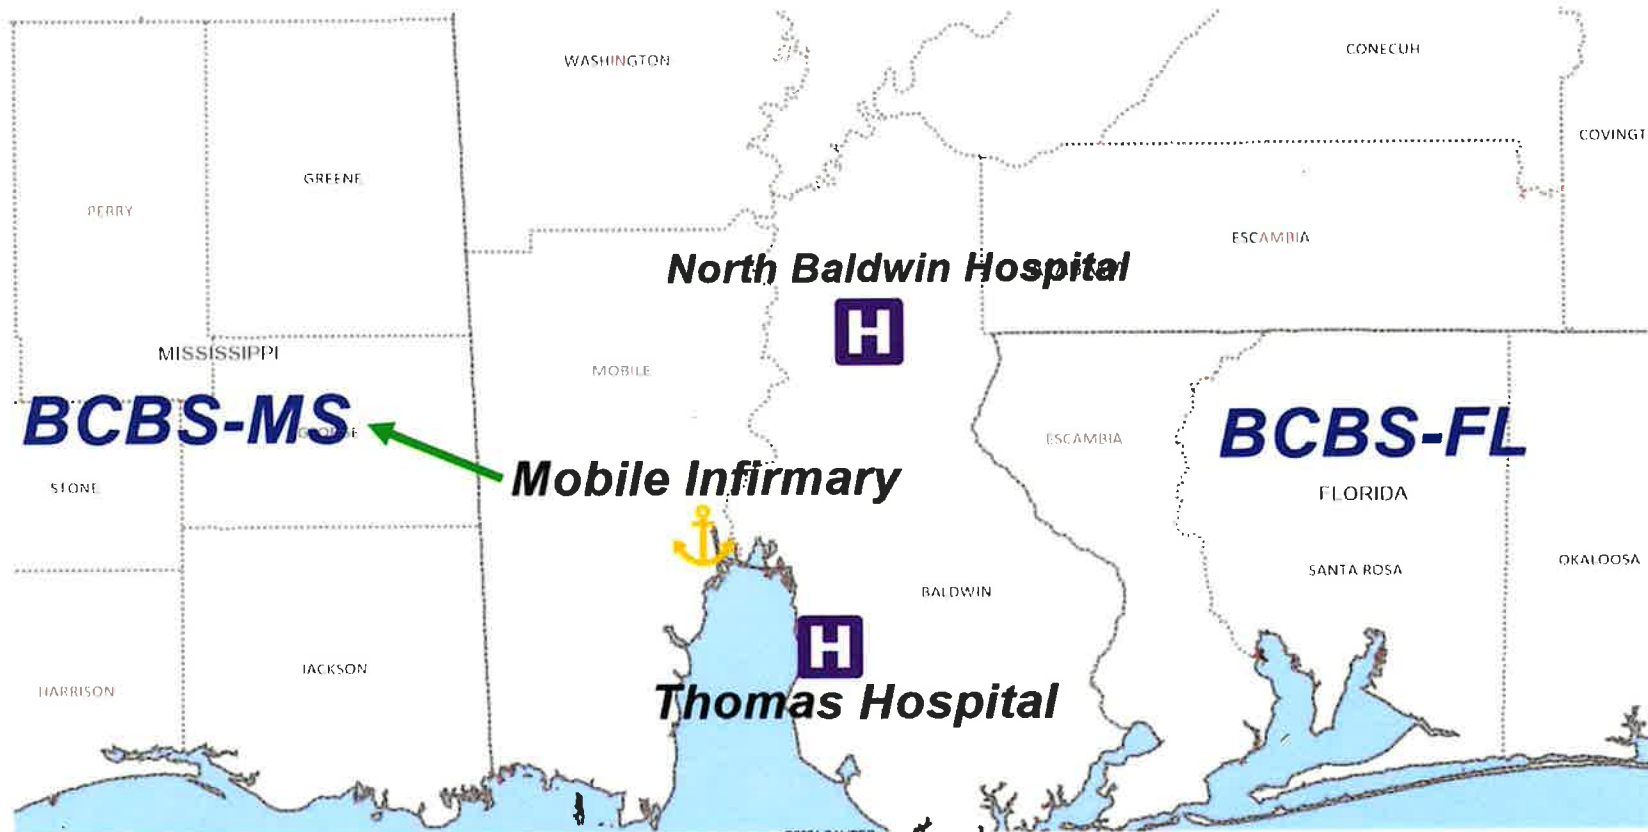 WASHINGTON
CONECUH
COVINGT
GREENE
PERRY
ESCAMBIA
North Baldwin Hospital
H
MISSISSIPPI
MOBILE
BCBS-MS
ESCAMBIA
BCBS-FL
Mobile Infirmary
STONE
FLORIDA
OKALOOSA
SANTA ROSA
BALDWIN
H
JACKSON
HARRISON
Thomas Hospital